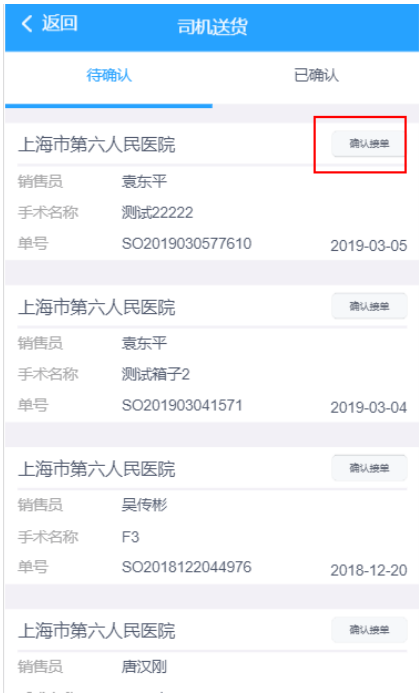 返回 司机送货
待确认 已确认
上海市第六人民医院 确认接单
销售员 袁东平
手术名称 测试22222
单号 SO2019030577610 2019-03-05
上海市第六人民医院 确认接单
销售员 袁东平
手术名称 测试箱子2
单号 SO201903041571 2019-03-04
上海市第六人民医院 确认接单
销售员 吴传彬
手术名称 F3
单号 SO2018122044976 2018-12-20
上海市第六人民医院 确认接单
销售员 唐汉刚